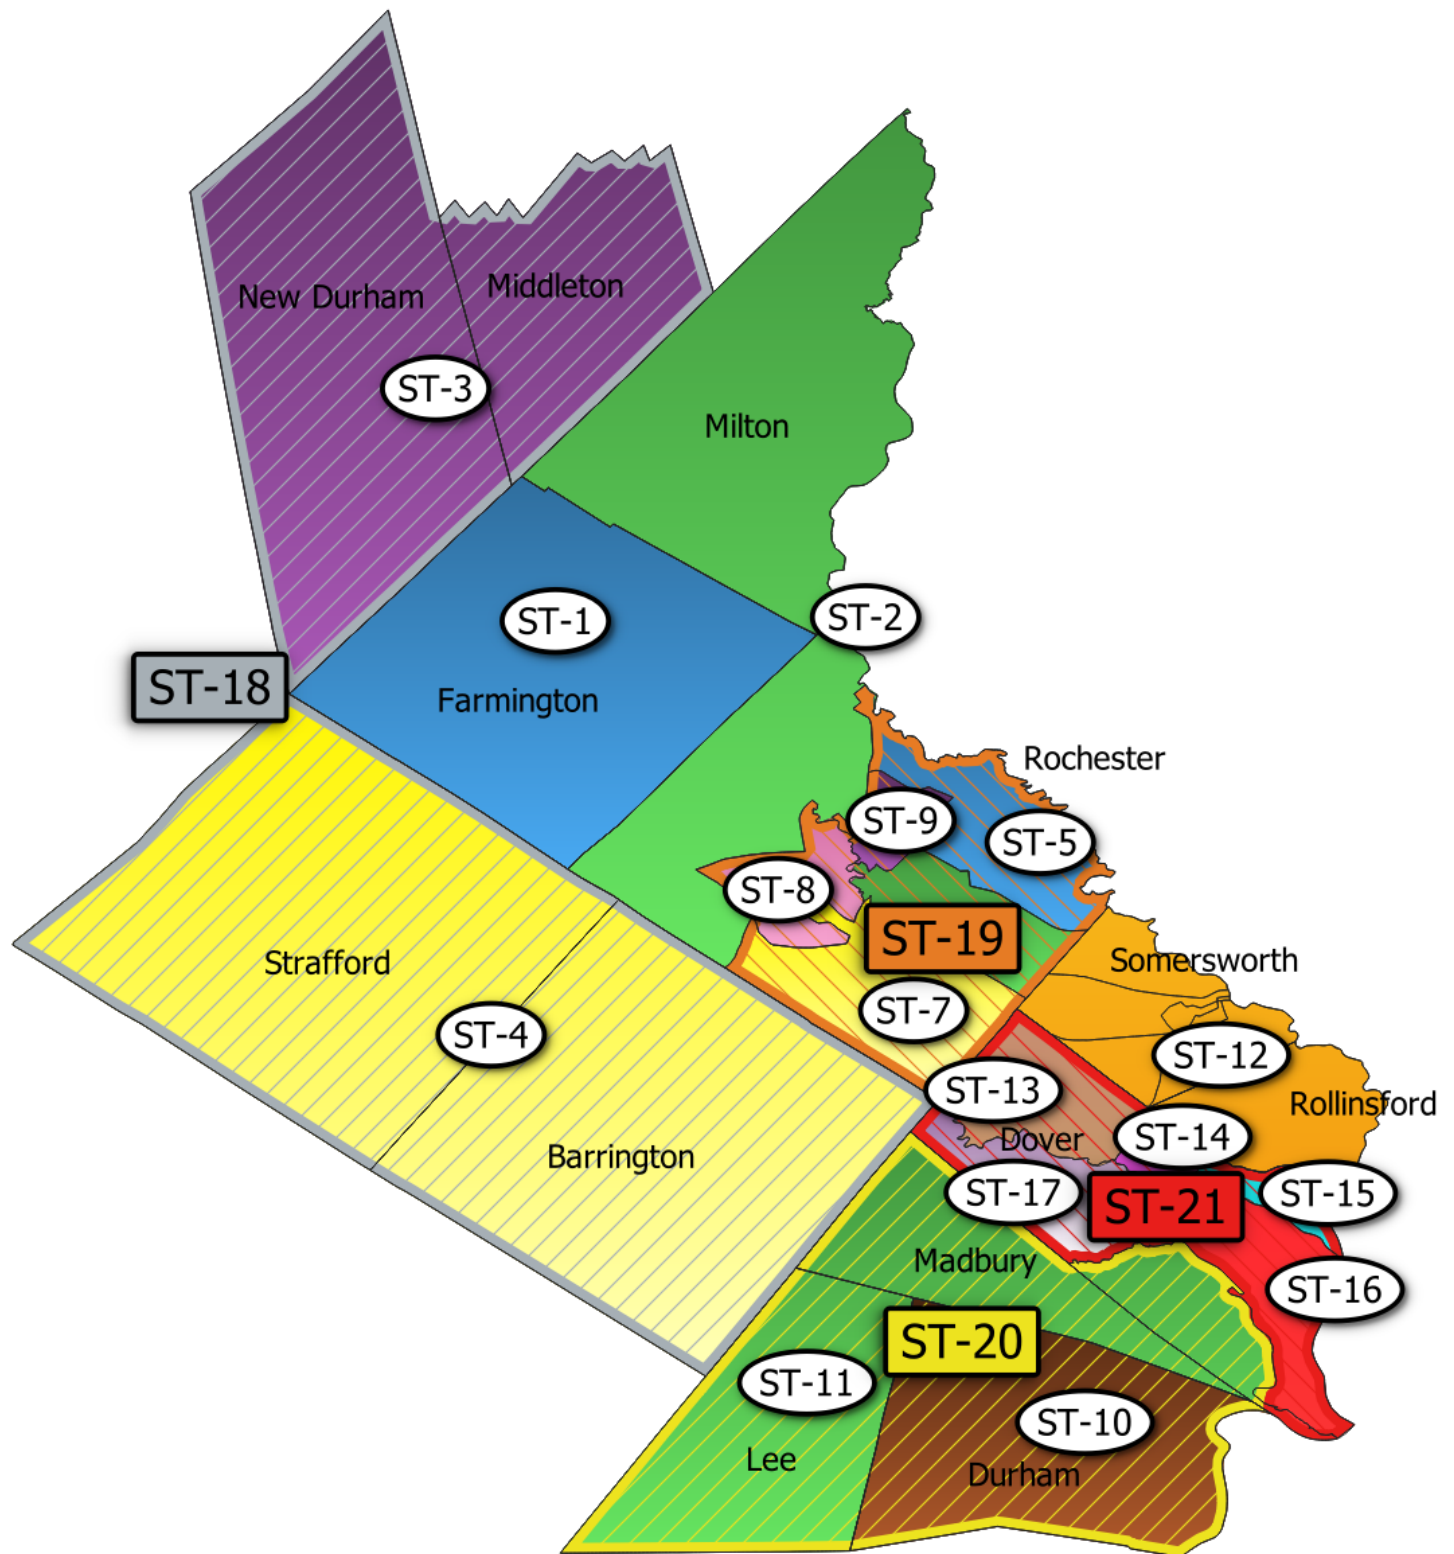 New Durham
Middleton
ST-3
Milton
ST-1
ST-2
ST-18
Farmington
Rochester
ST-9
ST-5
ST-8
ST-19
Strafford
Somersworth
ST-7
ST-4
ST-12
ST-13
Rollinsford
Dover
ST-14
Barrington
ST-17
ST-21
ST-15
Madbury
ST-16
ST-20
ST-11
ST-10
Lee
Durham